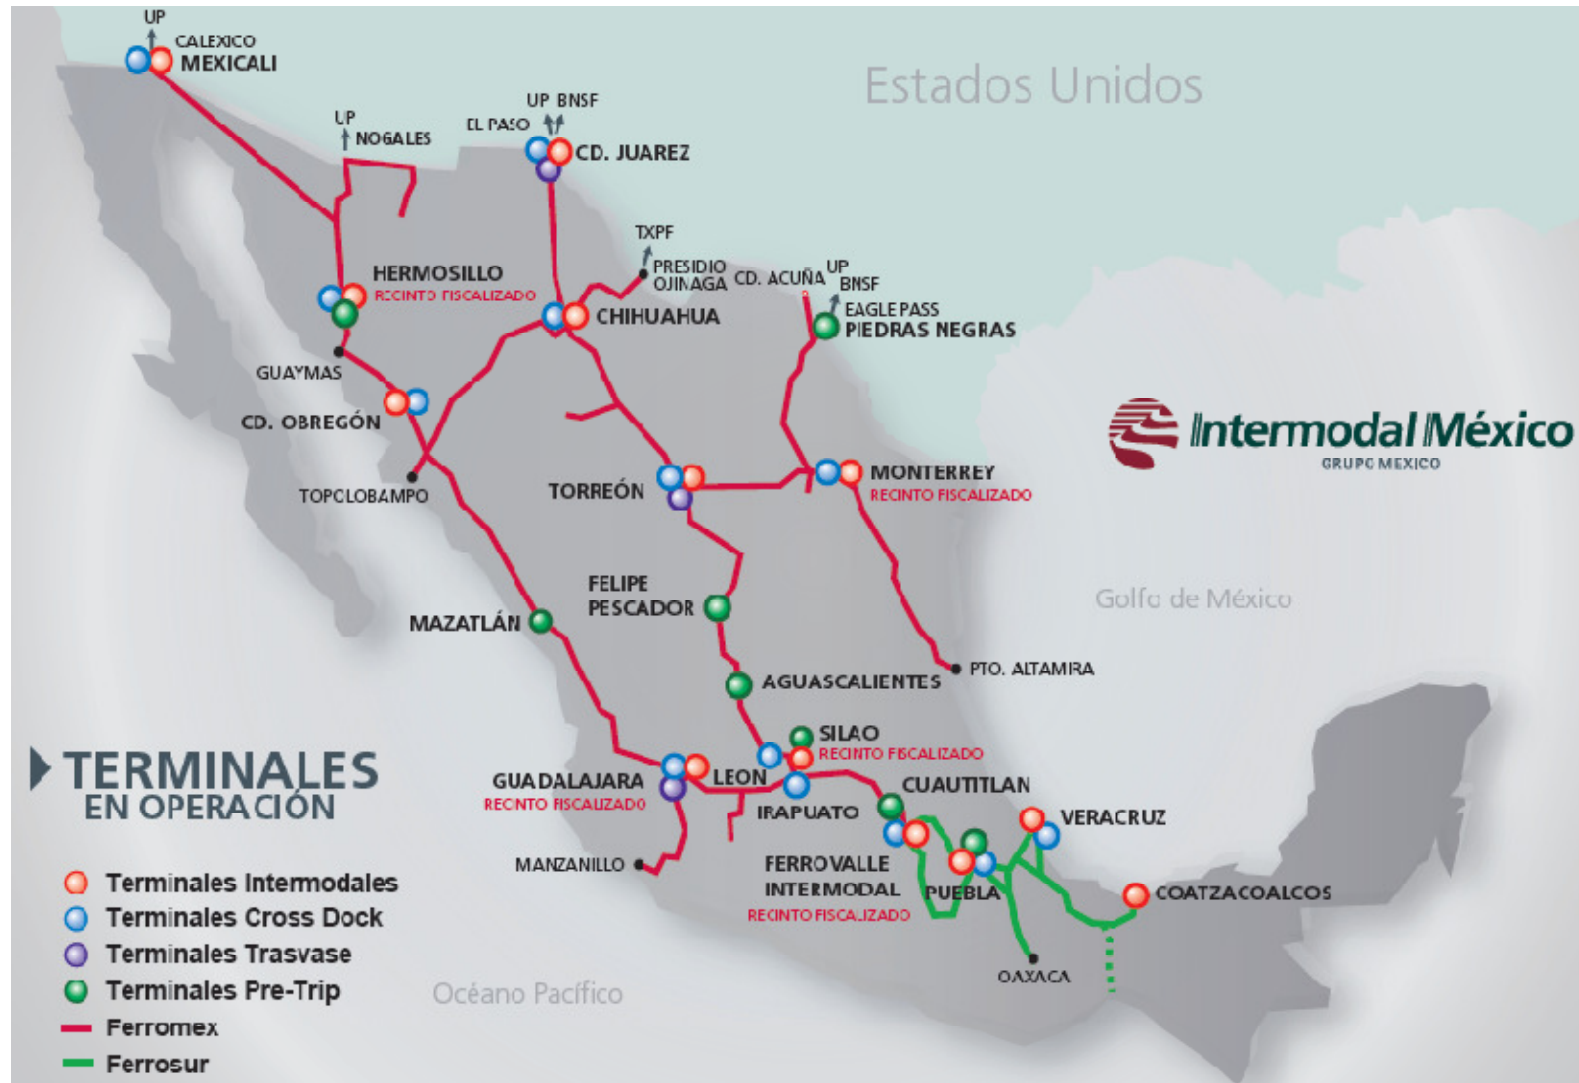 UP
CALEXICO
MEXICALI
Estados Unidos
UP BNSF
EL PASO
CD. JUAREZ
UP
NOGALES
TXPF
PRESIDIO
OJINAGA
CD. ACUÑA
UP
BNSF
EAGLE PASS
PIEDRAS NEGRAS
HERMOSILLO
RECINTO FISCALIZADO
CHIHUAHUA
GUAYMAS
CD. OBREGÓN
Intermodal México
GRUPO MEXICO
TOPOLOBAMPO
TORREÓN
MONTERREY
RECINTO FISCALIZADO
FELIPE
PESCADOR
Golfo de México
MAZATLÁN
PTO. ALTAMIRA
AGUASCALIENTES
SILAO
RECINTO FISCALIZADO
TERMINALES
EN OPERACIÓN
GUADALAJARA
RECINTO FISCALIZADO
LEON
CUAUTITLAN
IRAPUATO
VERACRUZ
MANZANILLO
FERROVALLE
INTERMODAL
RECINTO FISCALIZADO
PUEBLA
COATZACOALCOS
OAXACA
Océano Pacífico
Terminales Intermodales
Terminales Cross Dock
Terminales Trasvase
Terminales Pre-Trip
Ferromex
Ferrosur